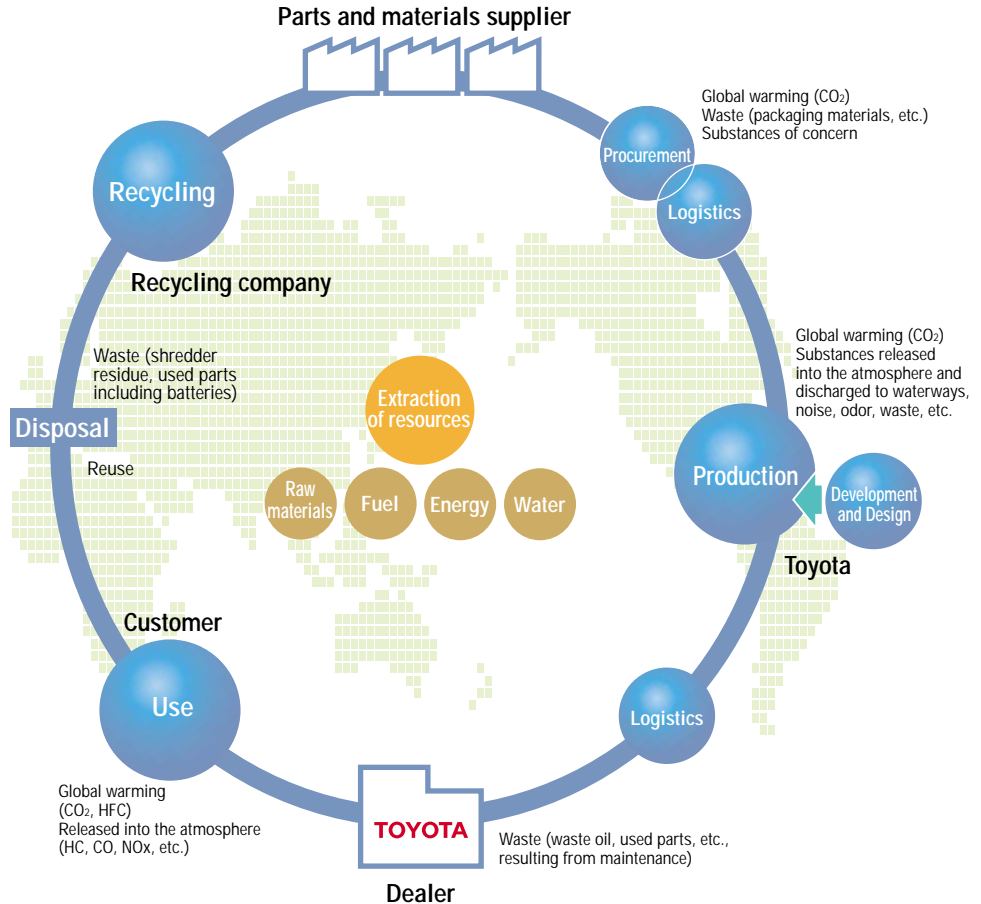 Parts and materials supplier
Global warming (CO₂)
Waste (packaging materials, etc.)
Substances of concern
Procurement
Logistics
Recycling
Recycling company
Waste (shredder
residue, used parts
including batteries)
Disposal
Reuse
Extraction
of resources
Raw
materials
Fuel
Energy
Water
Global warming (CO₂)
Substances released
into the atmosphere and
discharged to waterways,
noise, odor, waste, etc.
Production
Development
and Design
Toyota
Customer
Use
Global warming
(CO₂, HFC)
Released into the atmosphere
(HC, CO, NOx, etc.)
Logistics
TOYOTA
Dealer
Waste (waste oil, used parts, etc.,
resulting from maintenance)